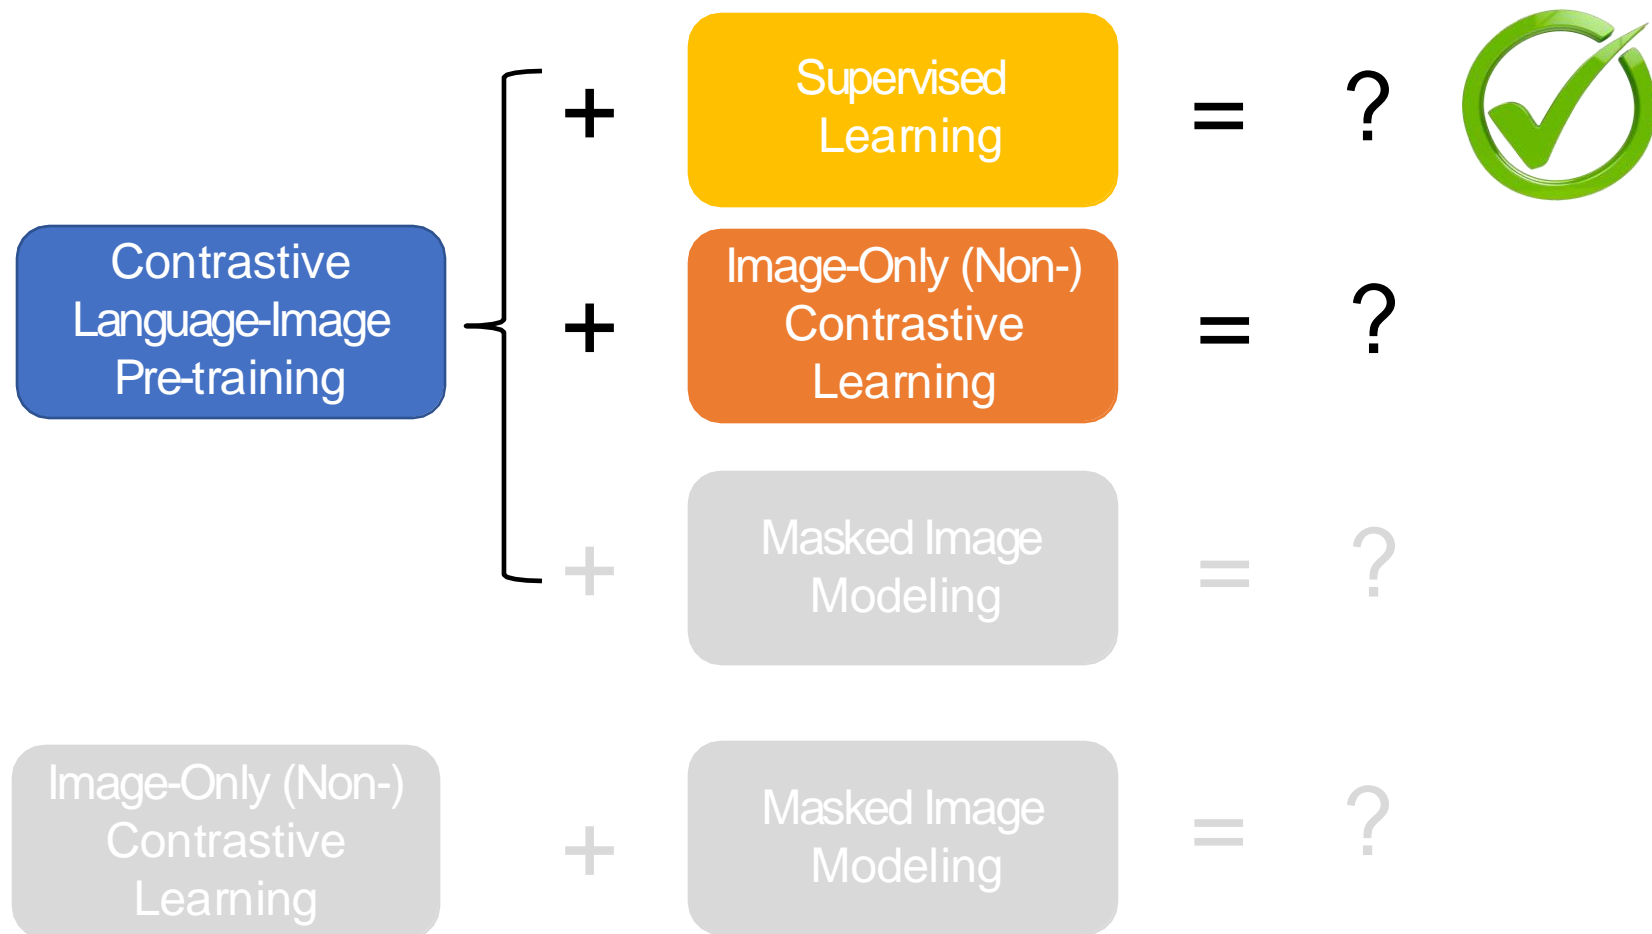 +
Supervised
Learning
= ?
Contrastive
Language-Image
Pre-training
+
Image-Only (Non-)
Contrastive
Learning
= ?
+
Masked Image
Modeling
= ?
Image-Only (Non-)
Contrastive
Learning
+
Masked Image
Modeling
= ?